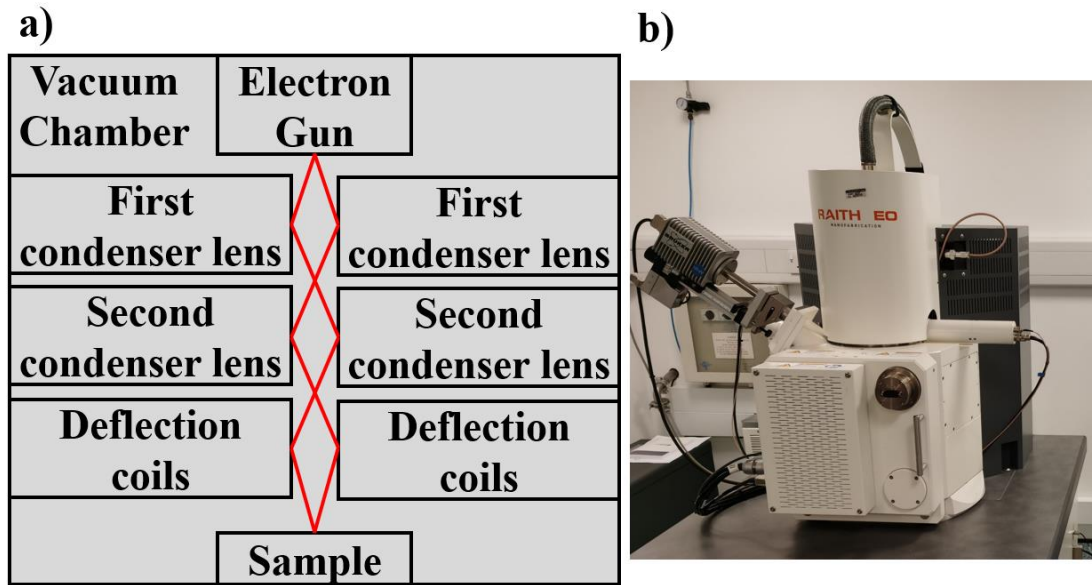 a)
Vacuum
Chamber
Electron
Gun
First
condenser lens
First
condenser lens
Second
condenser lens
Second
condenser lens
Deflection
coils
Deflection
coils
Sample
b)
RAITH EO
NANOFABRICATION